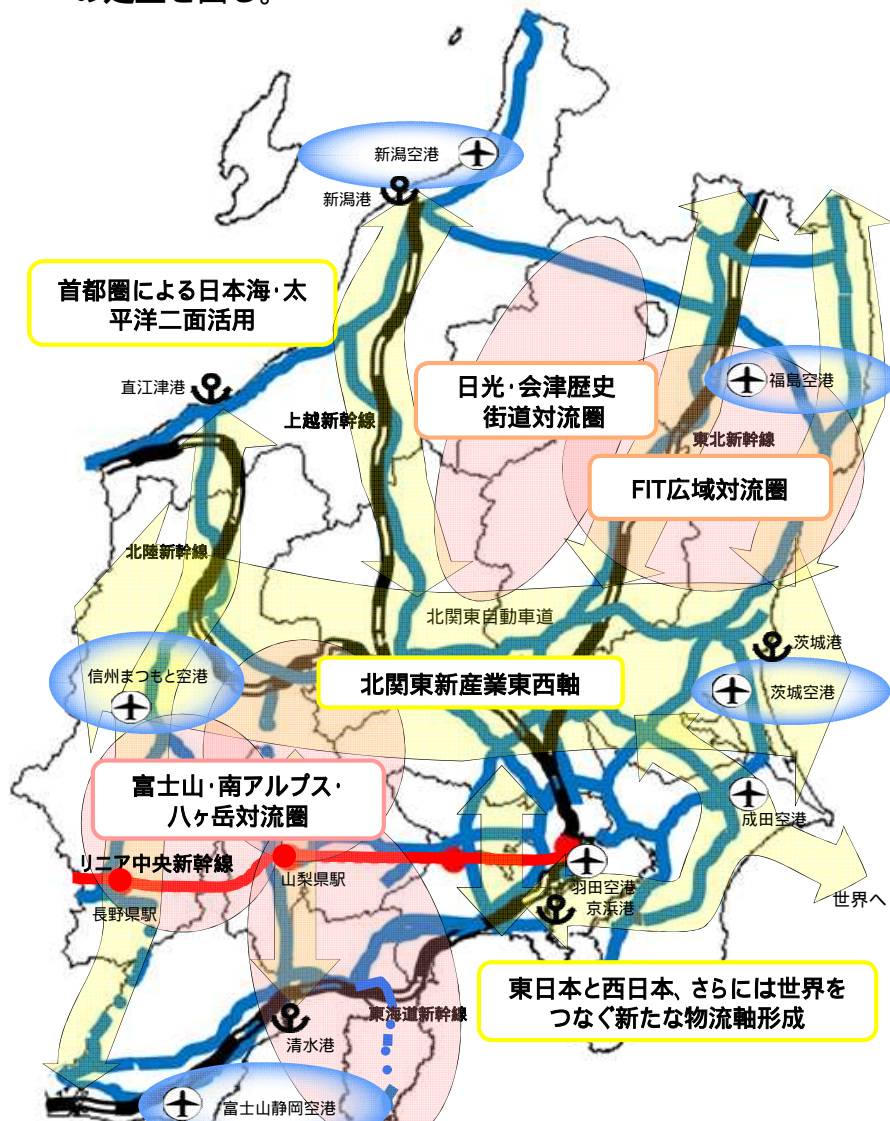 の建立を図る。
新潟空港
新潟港
首都圏による日本海・太
平洋二面活用
直江津港
上越新幹線
日光・会津歴史
街道対流圏
福島空港
東北新幹線
FIT広域対流圏
北陸新幹線
北関東自動車道
茨城港
信州まつもと空港
北関東新産業東西軸
茨城空港
富士山・南アルプス・
八ヶ岳対流圏
成田空港
リニア中央新幹線
山梨県駅
長野県駅
羽田空港
京浜港
世界へ
東日本と西日本、さらには世界を
つなぐ新たな物流軸形成
東海道新幹線
清水港
富士山静岡空港